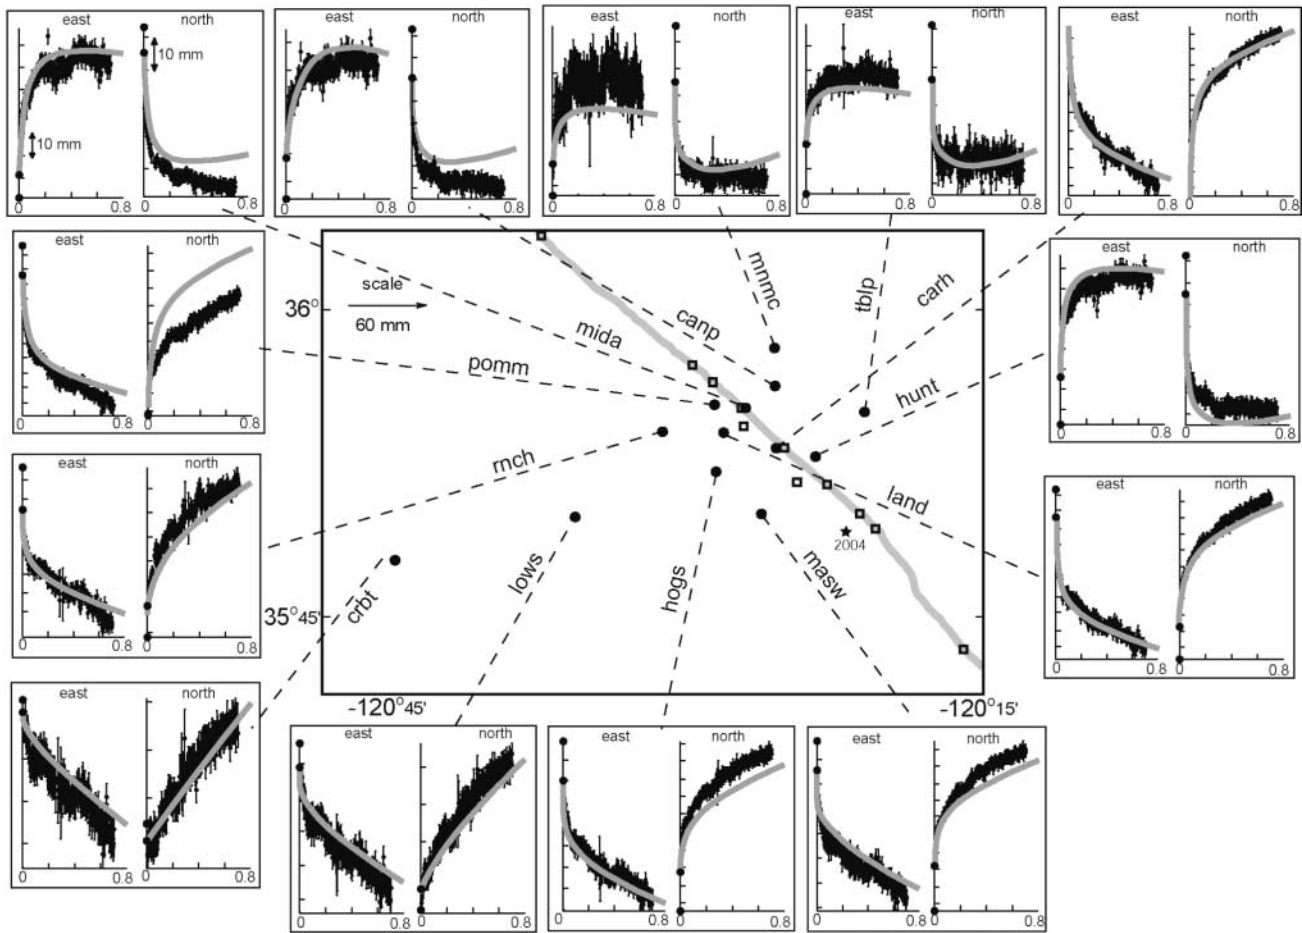 east north
10 mm
10 mm
0 0.8 0 0.8
east north
0 0.8 0 0.8
east north
0 0.8 0 0.8
east north
0 0.8 0 0.8
east north
0 0.8 0 0.8
east north
0 0.8 0 0.8
east north
0 0.8 0 0.8
east north
0 0.8 0 0.8
east north
0 0.8 0 0.8
east north
0 0.8 0 0.8
east north
0 0.8 0 0.8
east north
0 0.8 0 0.8
east north
0 0.8 0 0.8
36°
scale
60 mm
mnmc
tblp
carh
canp
mida
pomm
hunt
rnch
land
lows
hogs
masw
2004
crbt
35°45'
-120°45' -120°15'